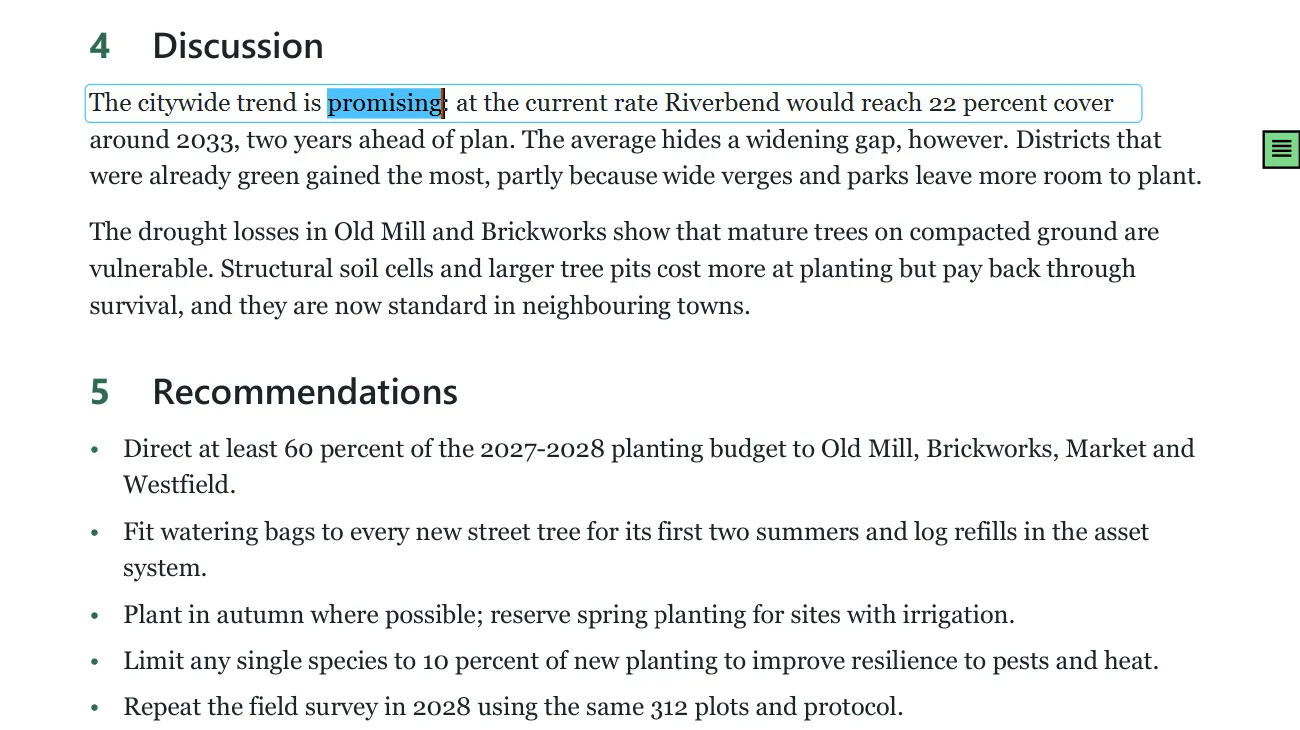 4 Discussion
The citywide trend is promising: at the current rate Riverbend would reach 22 percent cover
around 2033, two years ahead of plan. The average hides a widening gap, however. Districts that
were already green gained the most, partly because wide verges and parks leave more room to plant.
The drought losses in Old Mill and Brickworks show that mature trees on compacted ground are
vulnerable. Structural soil cells and larger tree pits cost more at planting but pay back through
survival, and they are now standard in neighbouring towns.
5 Recommendations
• Direct at least 60 percent of the 2027-2028 planting budget to Old Mill, Brickworks, Market and
Westfield.
• Fit watering bags to every new street tree for its first two summers and log refills in the asset
system.
• Plant in autumn where possible; reserve spring planting for sites with irrigation.
• Limit any single species to 10 percent of new planting to improve resilience to pests and heat.
• Repeat the field survey in 2028 using the same 312 plots and protocol.